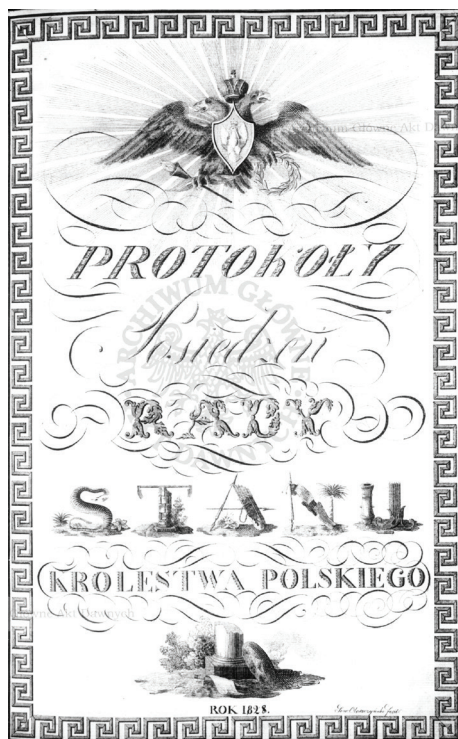 PROTOKOŁY
Posiedzeń
RADY
STANU
KRÓLESTWA POLSKIEGO
ROK 1828.